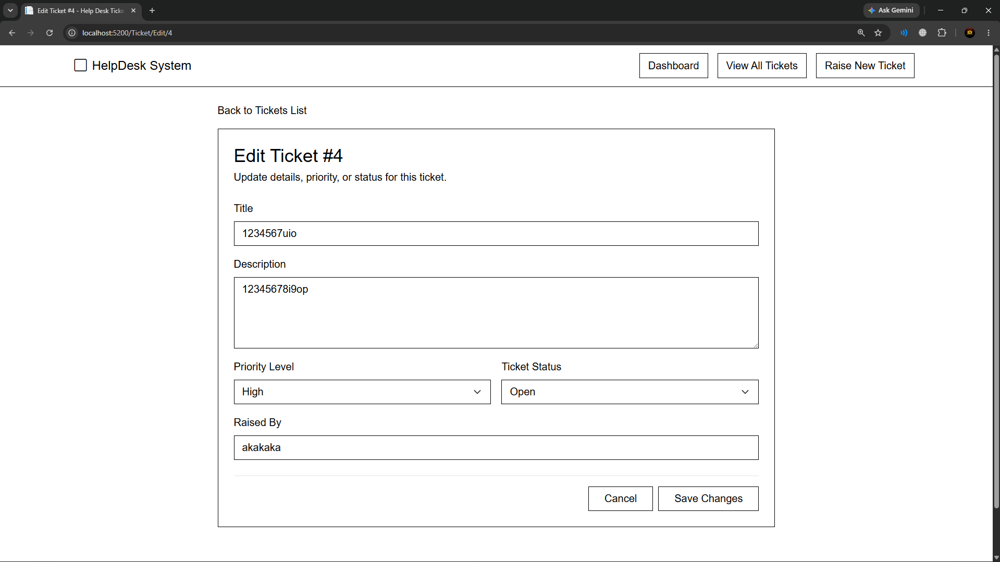 Edit Ticket #4 - Help Desk Ticke
Ask Gemini
localhost:5200/Ticket/Edit/4
HelpDesk System
Dashboard
View All Tickets
Raise New Ticket
Back to Tickets List
Edit Ticket #4
Update details, priority, or status for this ticket.
Title
1234567uio
Description
12345678i9op
Priority Level
Ticket Status
High
Open
Raised By
akakaka
Cancel
Save Changes